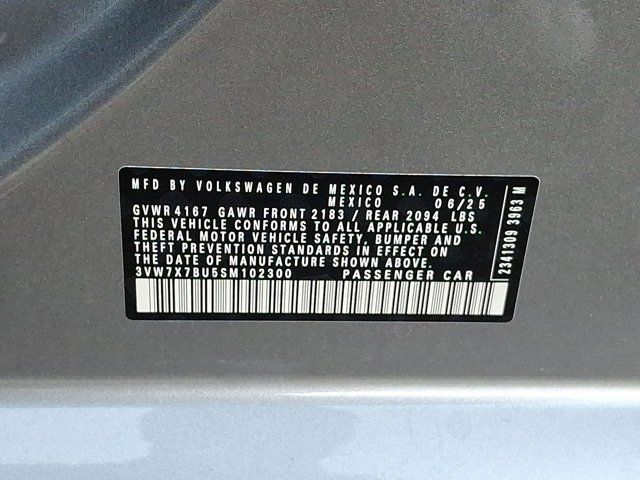 MFD BY VOLKSWAGEN DE MEXICO S.A. DE C.V.
MEXICO 06/25
GVWR 4167 GAWR FRONT 2183 / REAR 2094 LBS
THIS VEHICLE CONFORMS TO ALL APPLICABLE U.S.
FEDERAL MOTOR VEHICLE SAFETY, BUMPER AND
THEFT PREVENTION STANDARDS IN EFFECT ON
THE DATE OF MANUFACTURE SHOWN ABOVE.
3VW7X7BU5SM102300 PASSENGER CAR
2341309 3963 M